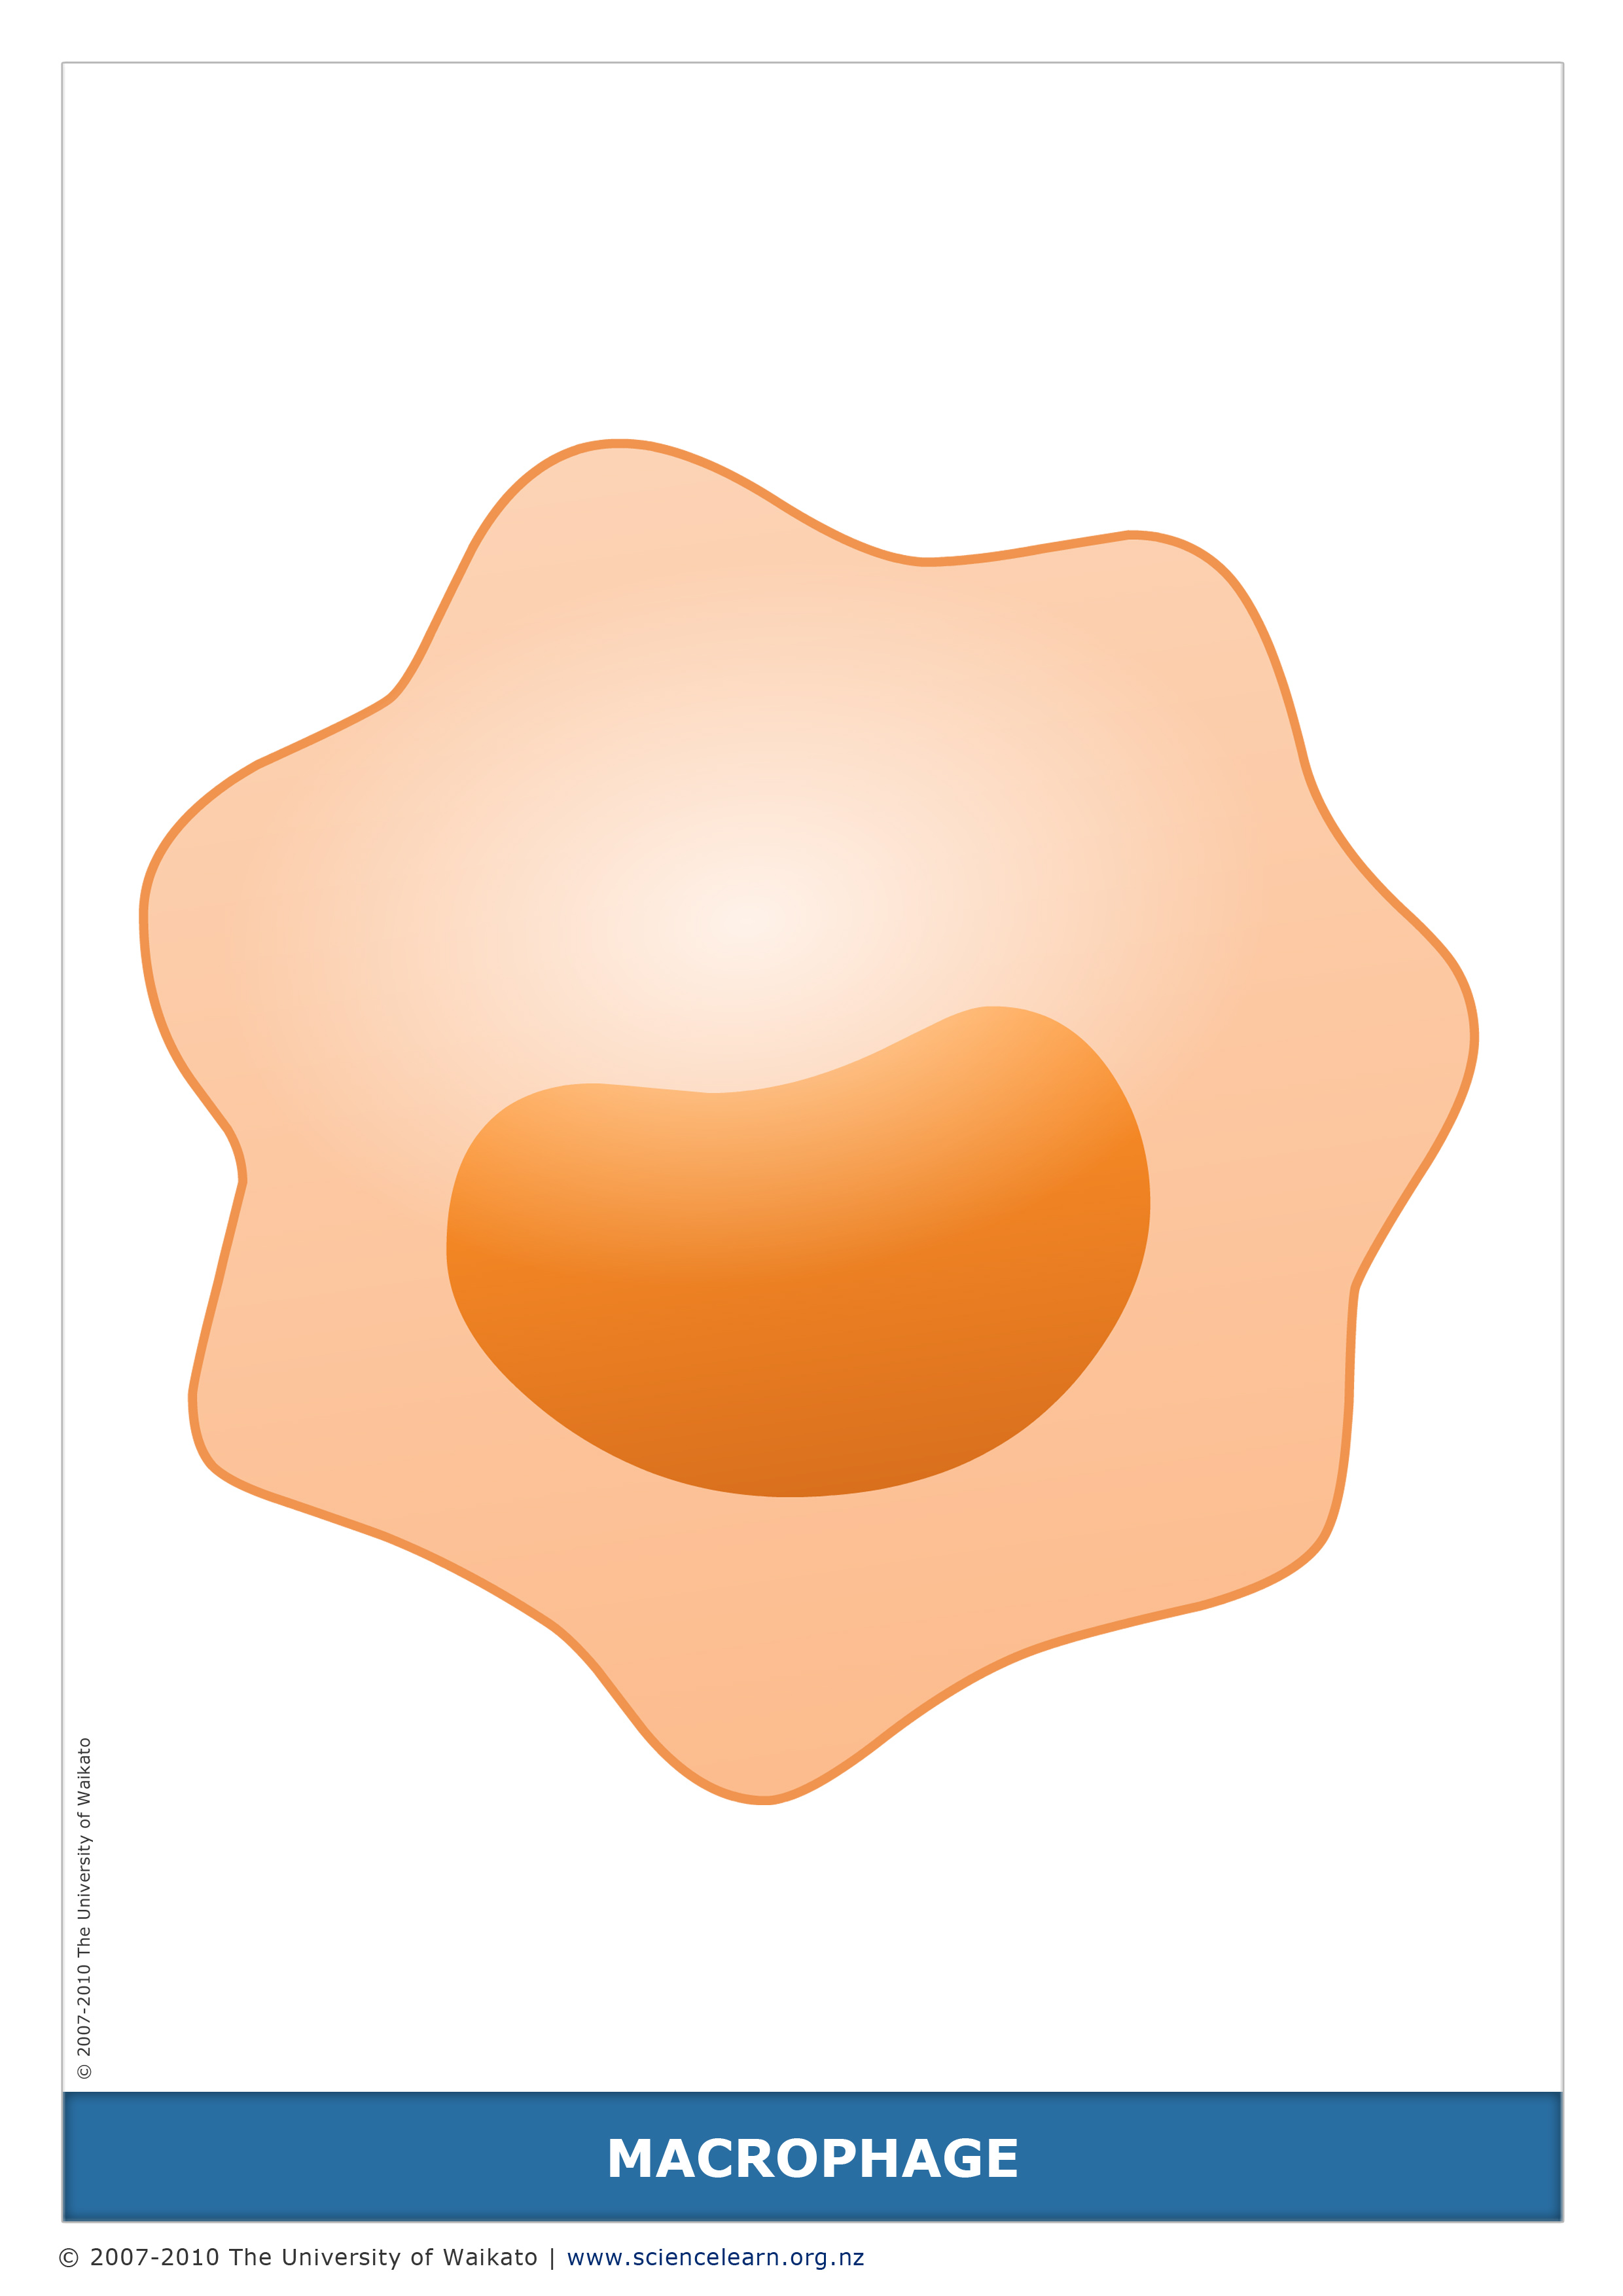 © 2007-2010 The University of Waikato
MACROPHAGE
© 2007-2010 The University of Waikato | www.sciencelearn.org.nz